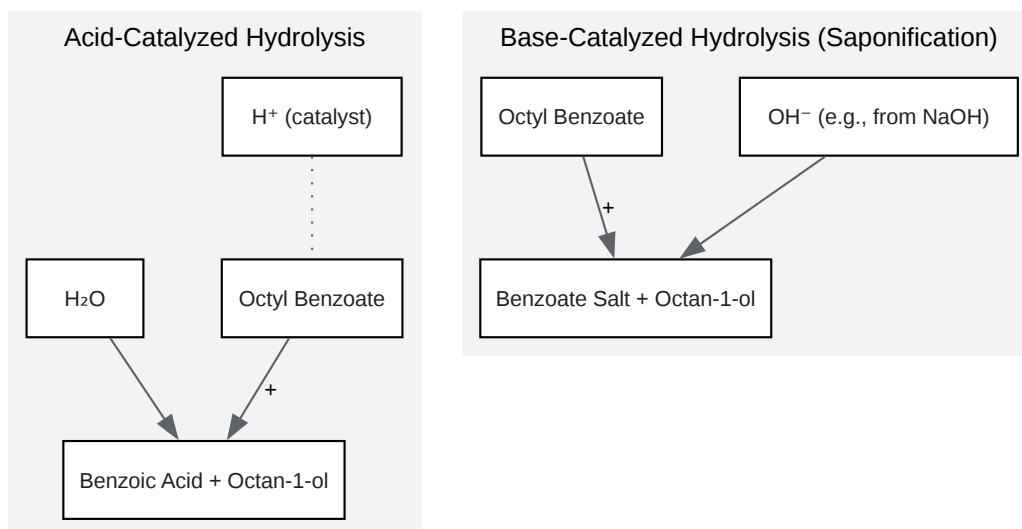 Acid-Catalyzed Hydrolysis
H⁺ (catalyst)
H₂O
Octyl Benzoate
+
Benzoic Acid + Octan-1-ol
Base-Catalyzed Hydrolysis (Saponification)
Octyl Benzoate
OH⁻ (e.g., from NaOH)
+
Benzoate Salt + Octan-1-ol